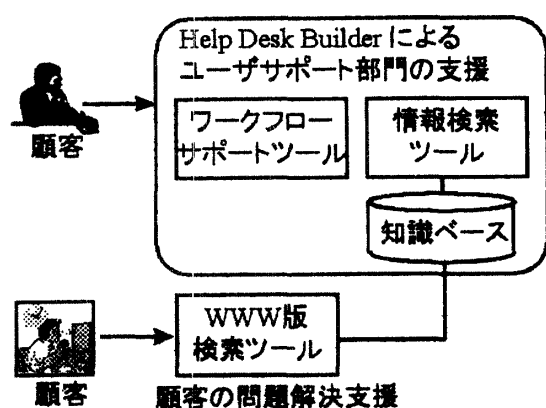 Help Desk Builder による
ユーザサポート部門の支援
顧客
ワークフロー
サポートツール
情報検索
ツール
知識ベース
WWW版
検索ツール
顧客
顧客の問題解決支援